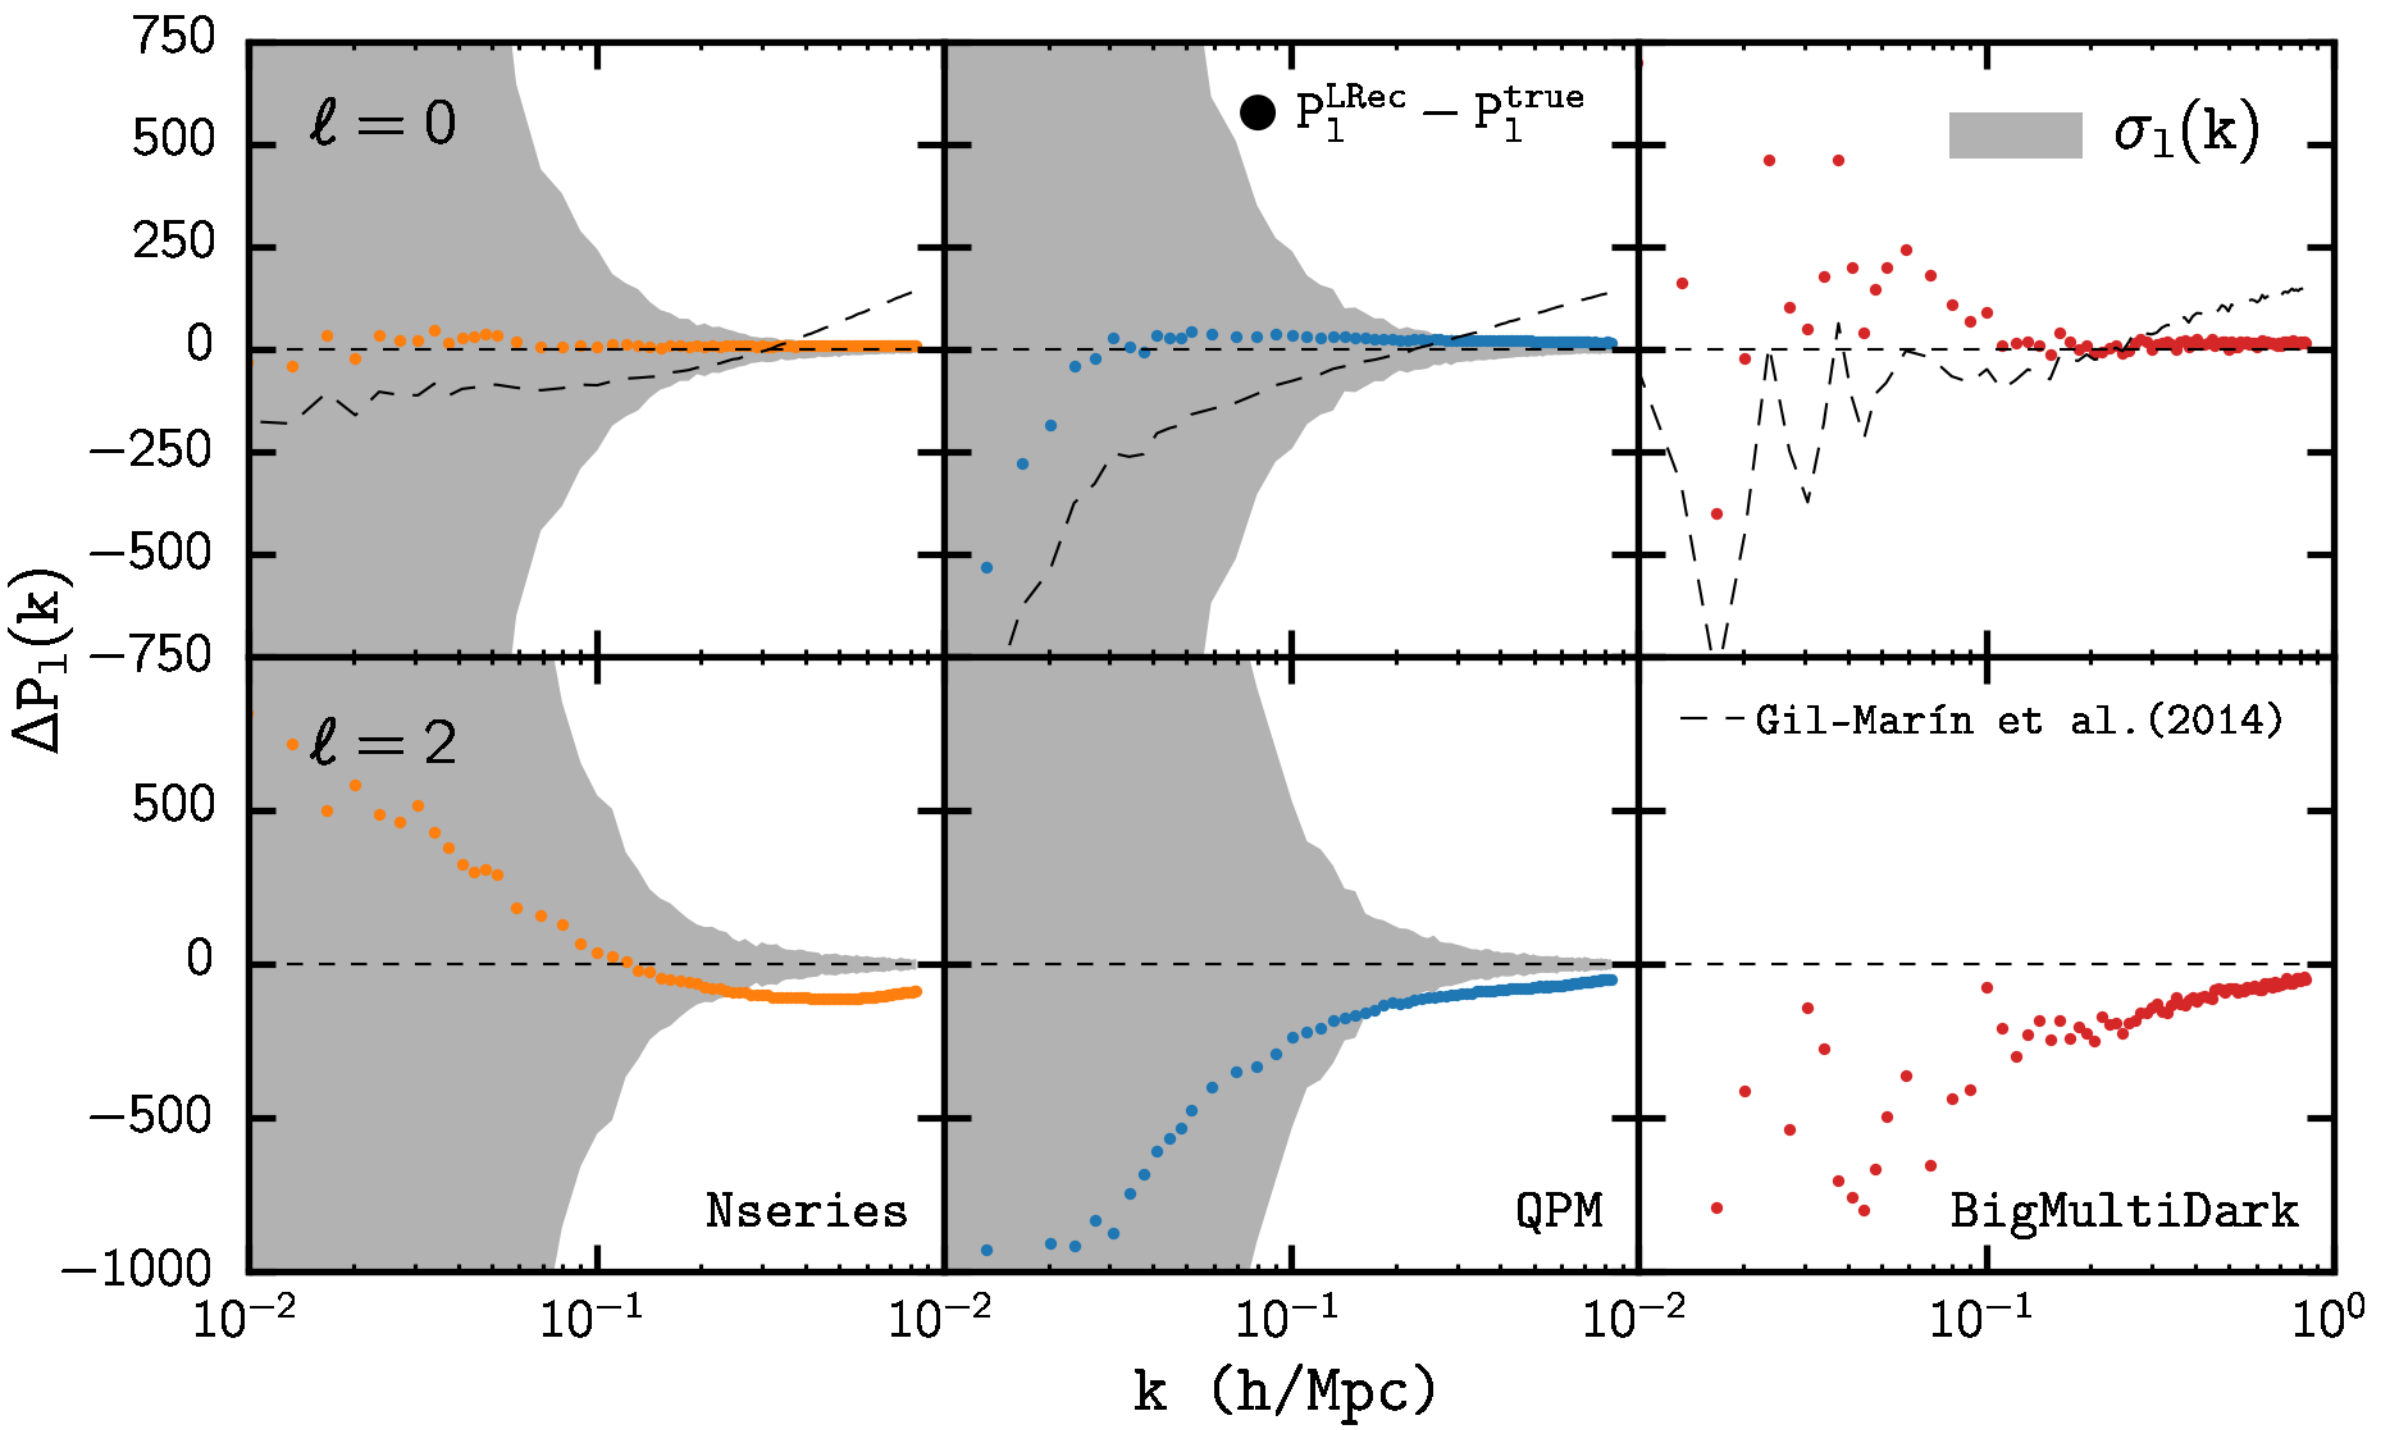 750
500
250
0
−250
−500
−750
500
0
−500
−1000
ΔP_l(k)
ℓ = 0
P_l^LRec − P_l^true
σ_l(k)
ℓ = 2
Gil-Marín et al.(2014)
Nseries
QPM
BigMultiDark
10^−2 10^−1 10^−2 10^−1 10^−2 10^−1 10^0
k (h/Mpc)